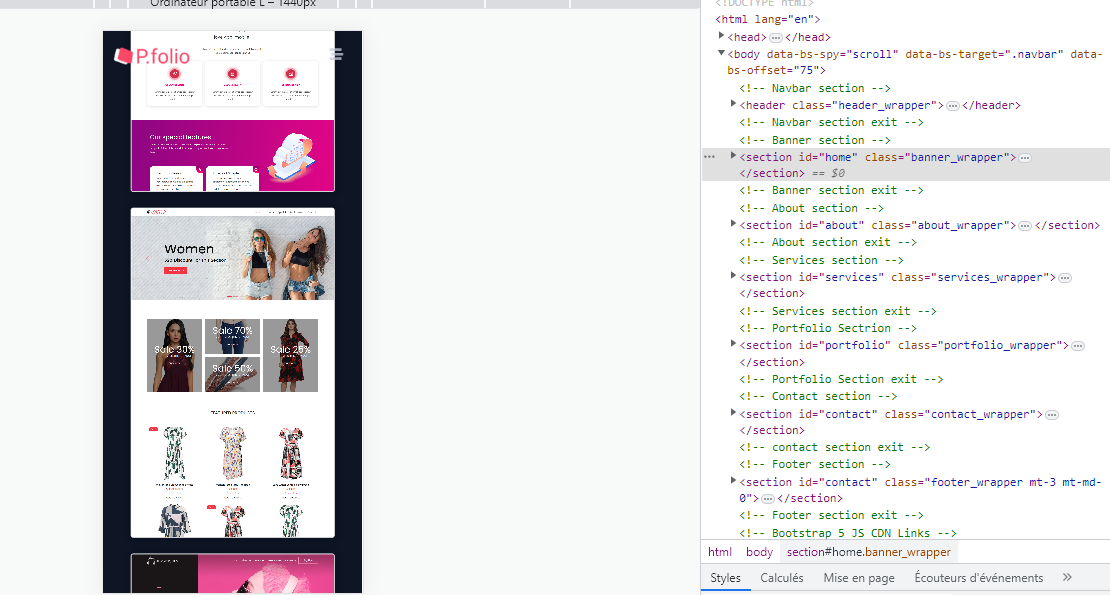 Ordinateur portable L – 1440px
<!DOCTYPE html>
<html lang="en">
<head> ⋯ </head>
<body data-bs-spy="scroll" data-bs-target=".navbar" data-
bs-offset="75">
<!-- Navbar section -->
<header class="header_wrapper"> ⋯ </header>
<!-- Navbar section exit -->
<!-- Banner section -->
<section id="home" class="banner_wrapper"> ⋯
</section> == $0
<!-- Banner section exit -->
<!-- About section -->
<section id="about" class="about_wrapper"> ⋯ </section>
<!-- About section exit -->
<!-- Services section -->
<section id="services" class="services_wrapper"> ⋯
</section>
<!-- Services section exit -->
<!-- Portfolio Sectrion -->
<section id="portfolio" class="portfolio_wrapper"> ⋯
</section>
<!-- Portfolio Section exit -->
<!-- Contact section -->
<section id="contact" class="contact_wrapper"> ⋯
</section>
<!-- contact section exit -->
<!-- Footer section -->
<section id="contact" class="footer_wrapper mt-3 mt-md-
0"> ⋯ </section>
<!-- Footer section exit -->
<!-- Bootstrap 5 JS CDN Links -->
html body section#home.banner_wrapper
Styles Calculés Mise en page Écouteurs d'événements »
P.folio
Our special features
Women
Sale 30%
Sale 70%
Sale 50%
Sale 25%
FEATURED PRODUCTS